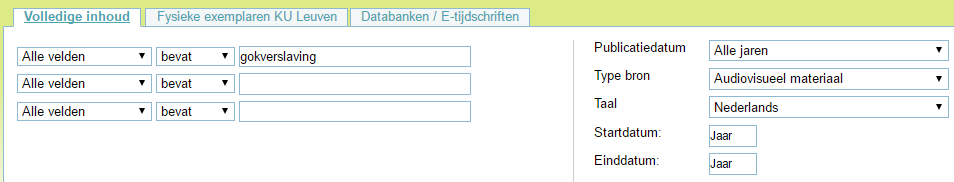 Volledige inhoud Fysieke exemplaren KU Leuven Databanken / E-tijdschriften
Alle velden bevat gokverslaving
Alle velden bevat
Alle velden bevat
Publicatiedatum Alle jaren
Type bron Audiovisueel materiaal
Taal Nederlands
Startdatum: Jaar
Einddatum: Jaar